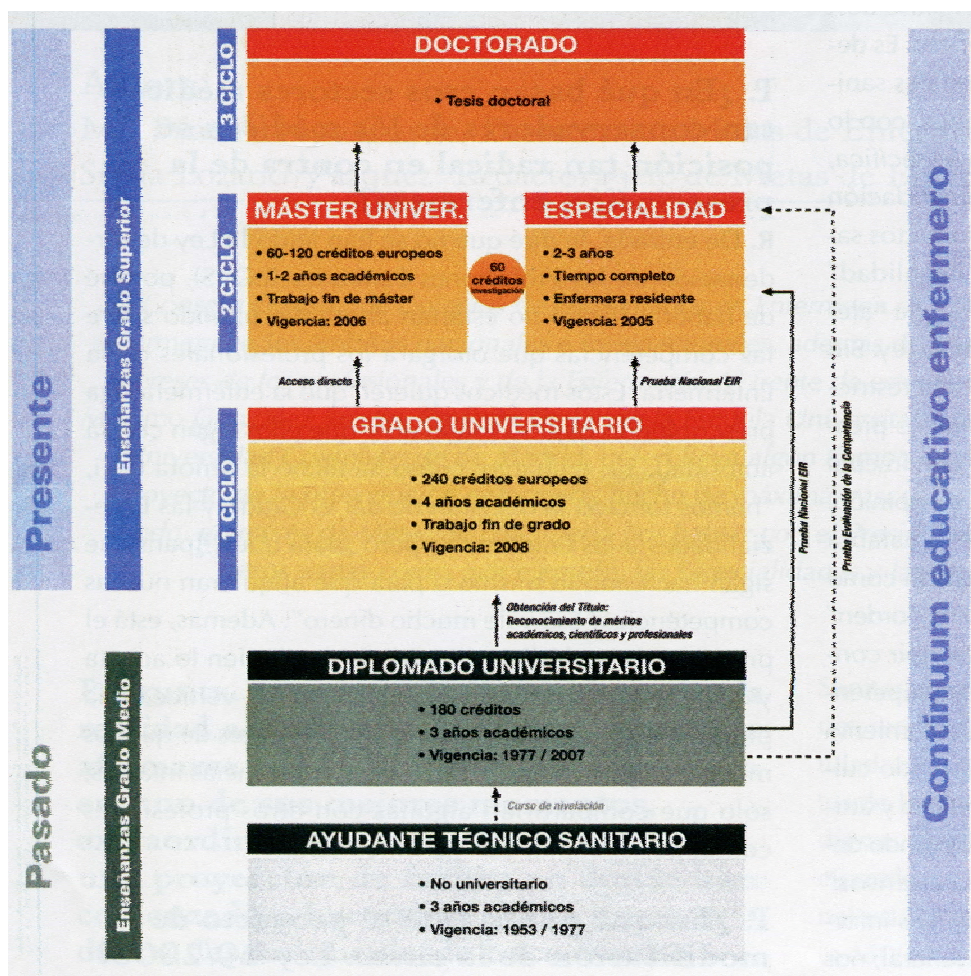 Presente
Pasado
Enseñanzas Grado Superior
Enseñanzas Grado Medio
Continuum educativo enfermero
3 CICLO
DOCTORADO
• Tesis doctoral
2 CICLO
MÁSTER UNIVER.
• 60-120 créditos europeos
• 1-2 años académicos
• Trabajo fin de máster
• Vigencia: 2006
60
créditos
investigación
ESPECIALIDAD
• 2-3 años
• Tiempo completo
• Enfermera residente
• Vigencia: 2005
Acceso directo
Prueba Nacional EIR
1 CICLO
GRADO UNIVERSITARIO
• 240 créditos europeos
• 4 años académicos
• Trabajo fin de grado
• Vigencia: 2008
Prueba Nacional EIR
Prueba Evaluación de la Competencia
Obtención del Título:
Reconocimiento de méritos
académicos, científicos y profesionales
DIPLOMADO UNIVERSITARIO
• 180 créditos
• 3 años académicos
• Vigencia: 1977 / 2007
Curso de nivelación
AYUDANTE TÉCNICO SANITARIO
• No universitario
• 3 años académicos
• Vigencia: 1953 / 1977